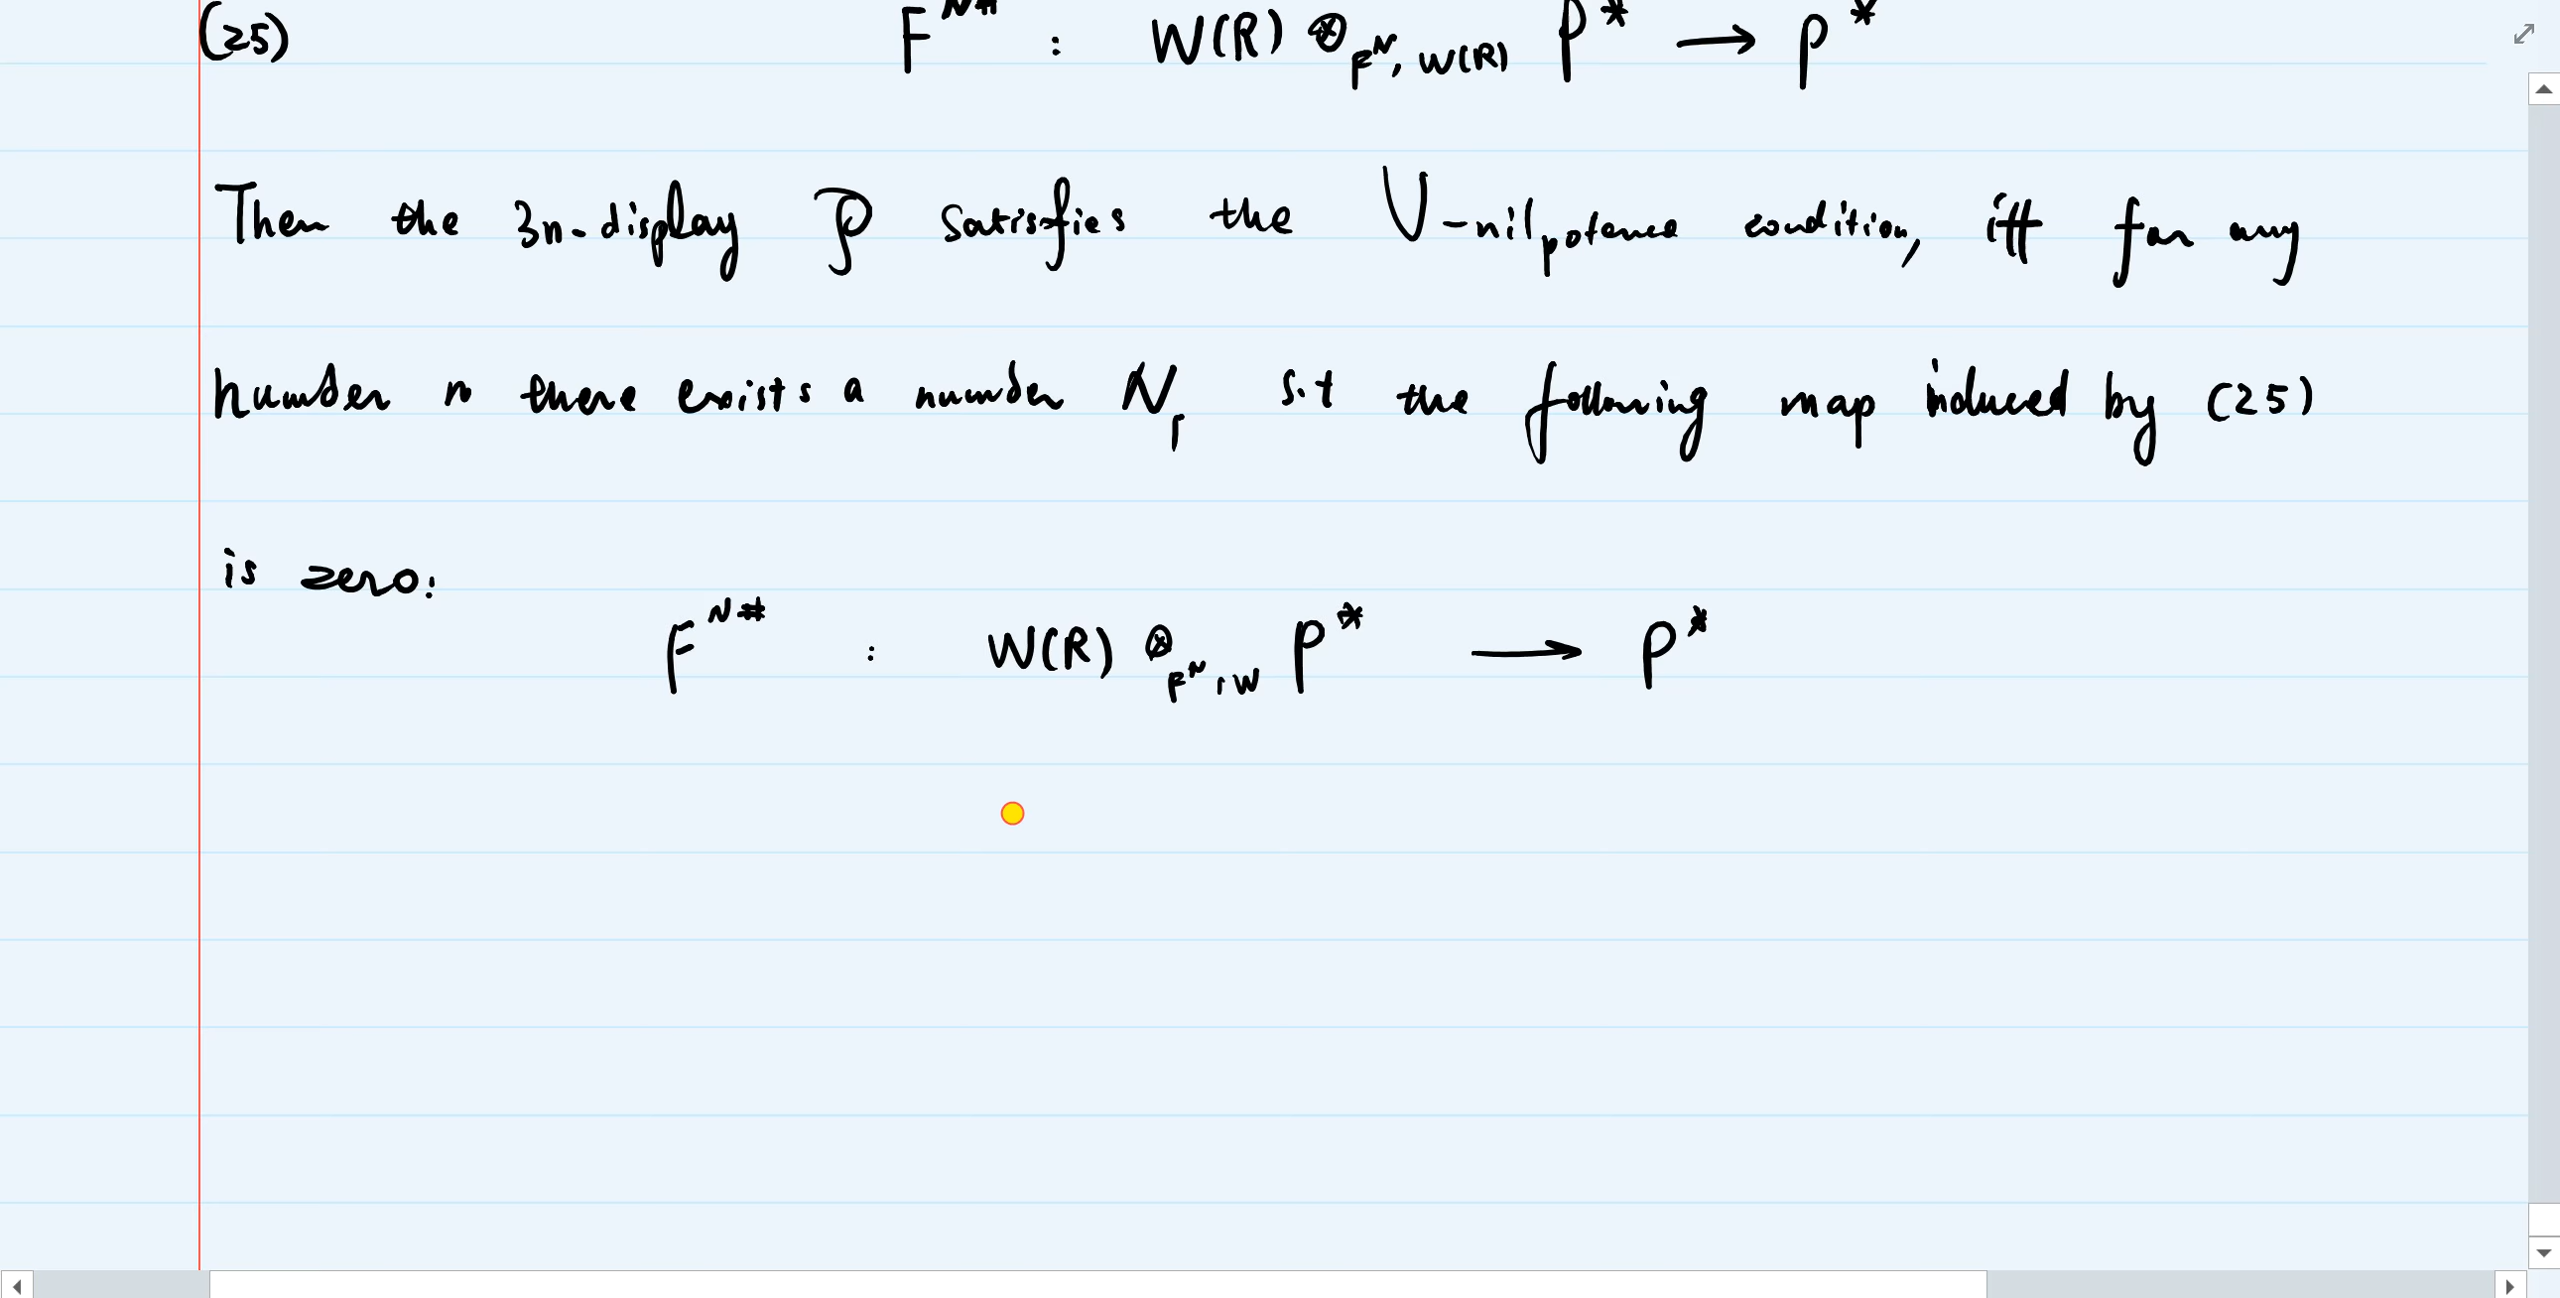 (25) F^{N#} : W(R) ⊗_{F^N, W(R)} P* → P*
Then the 3n-display 𝒫 satisfies the V-nilpotence condition, iff for any
number n there exists a number N, s.t the following map induced by (25)
is zero:
F^{N#} : W(R) ⊗_{F^N, W} P* → P*